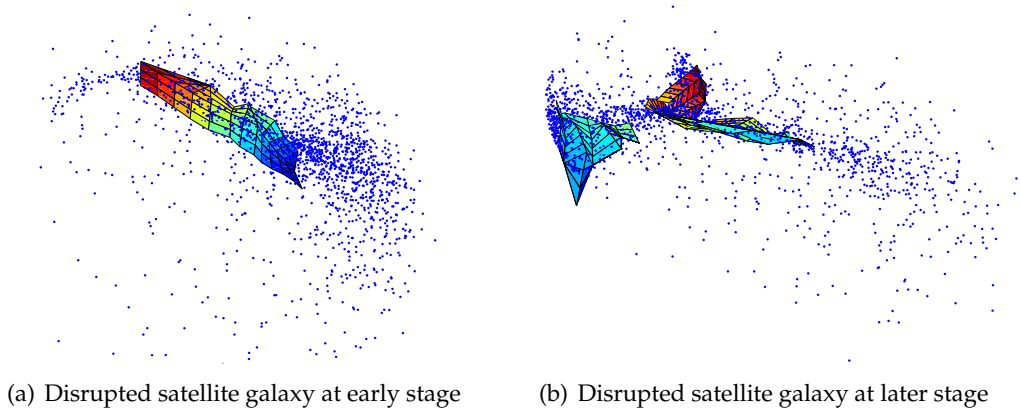 (a) Disrupted satellite galaxy at early stage
(b) Disrupted satellite galaxy at later stage